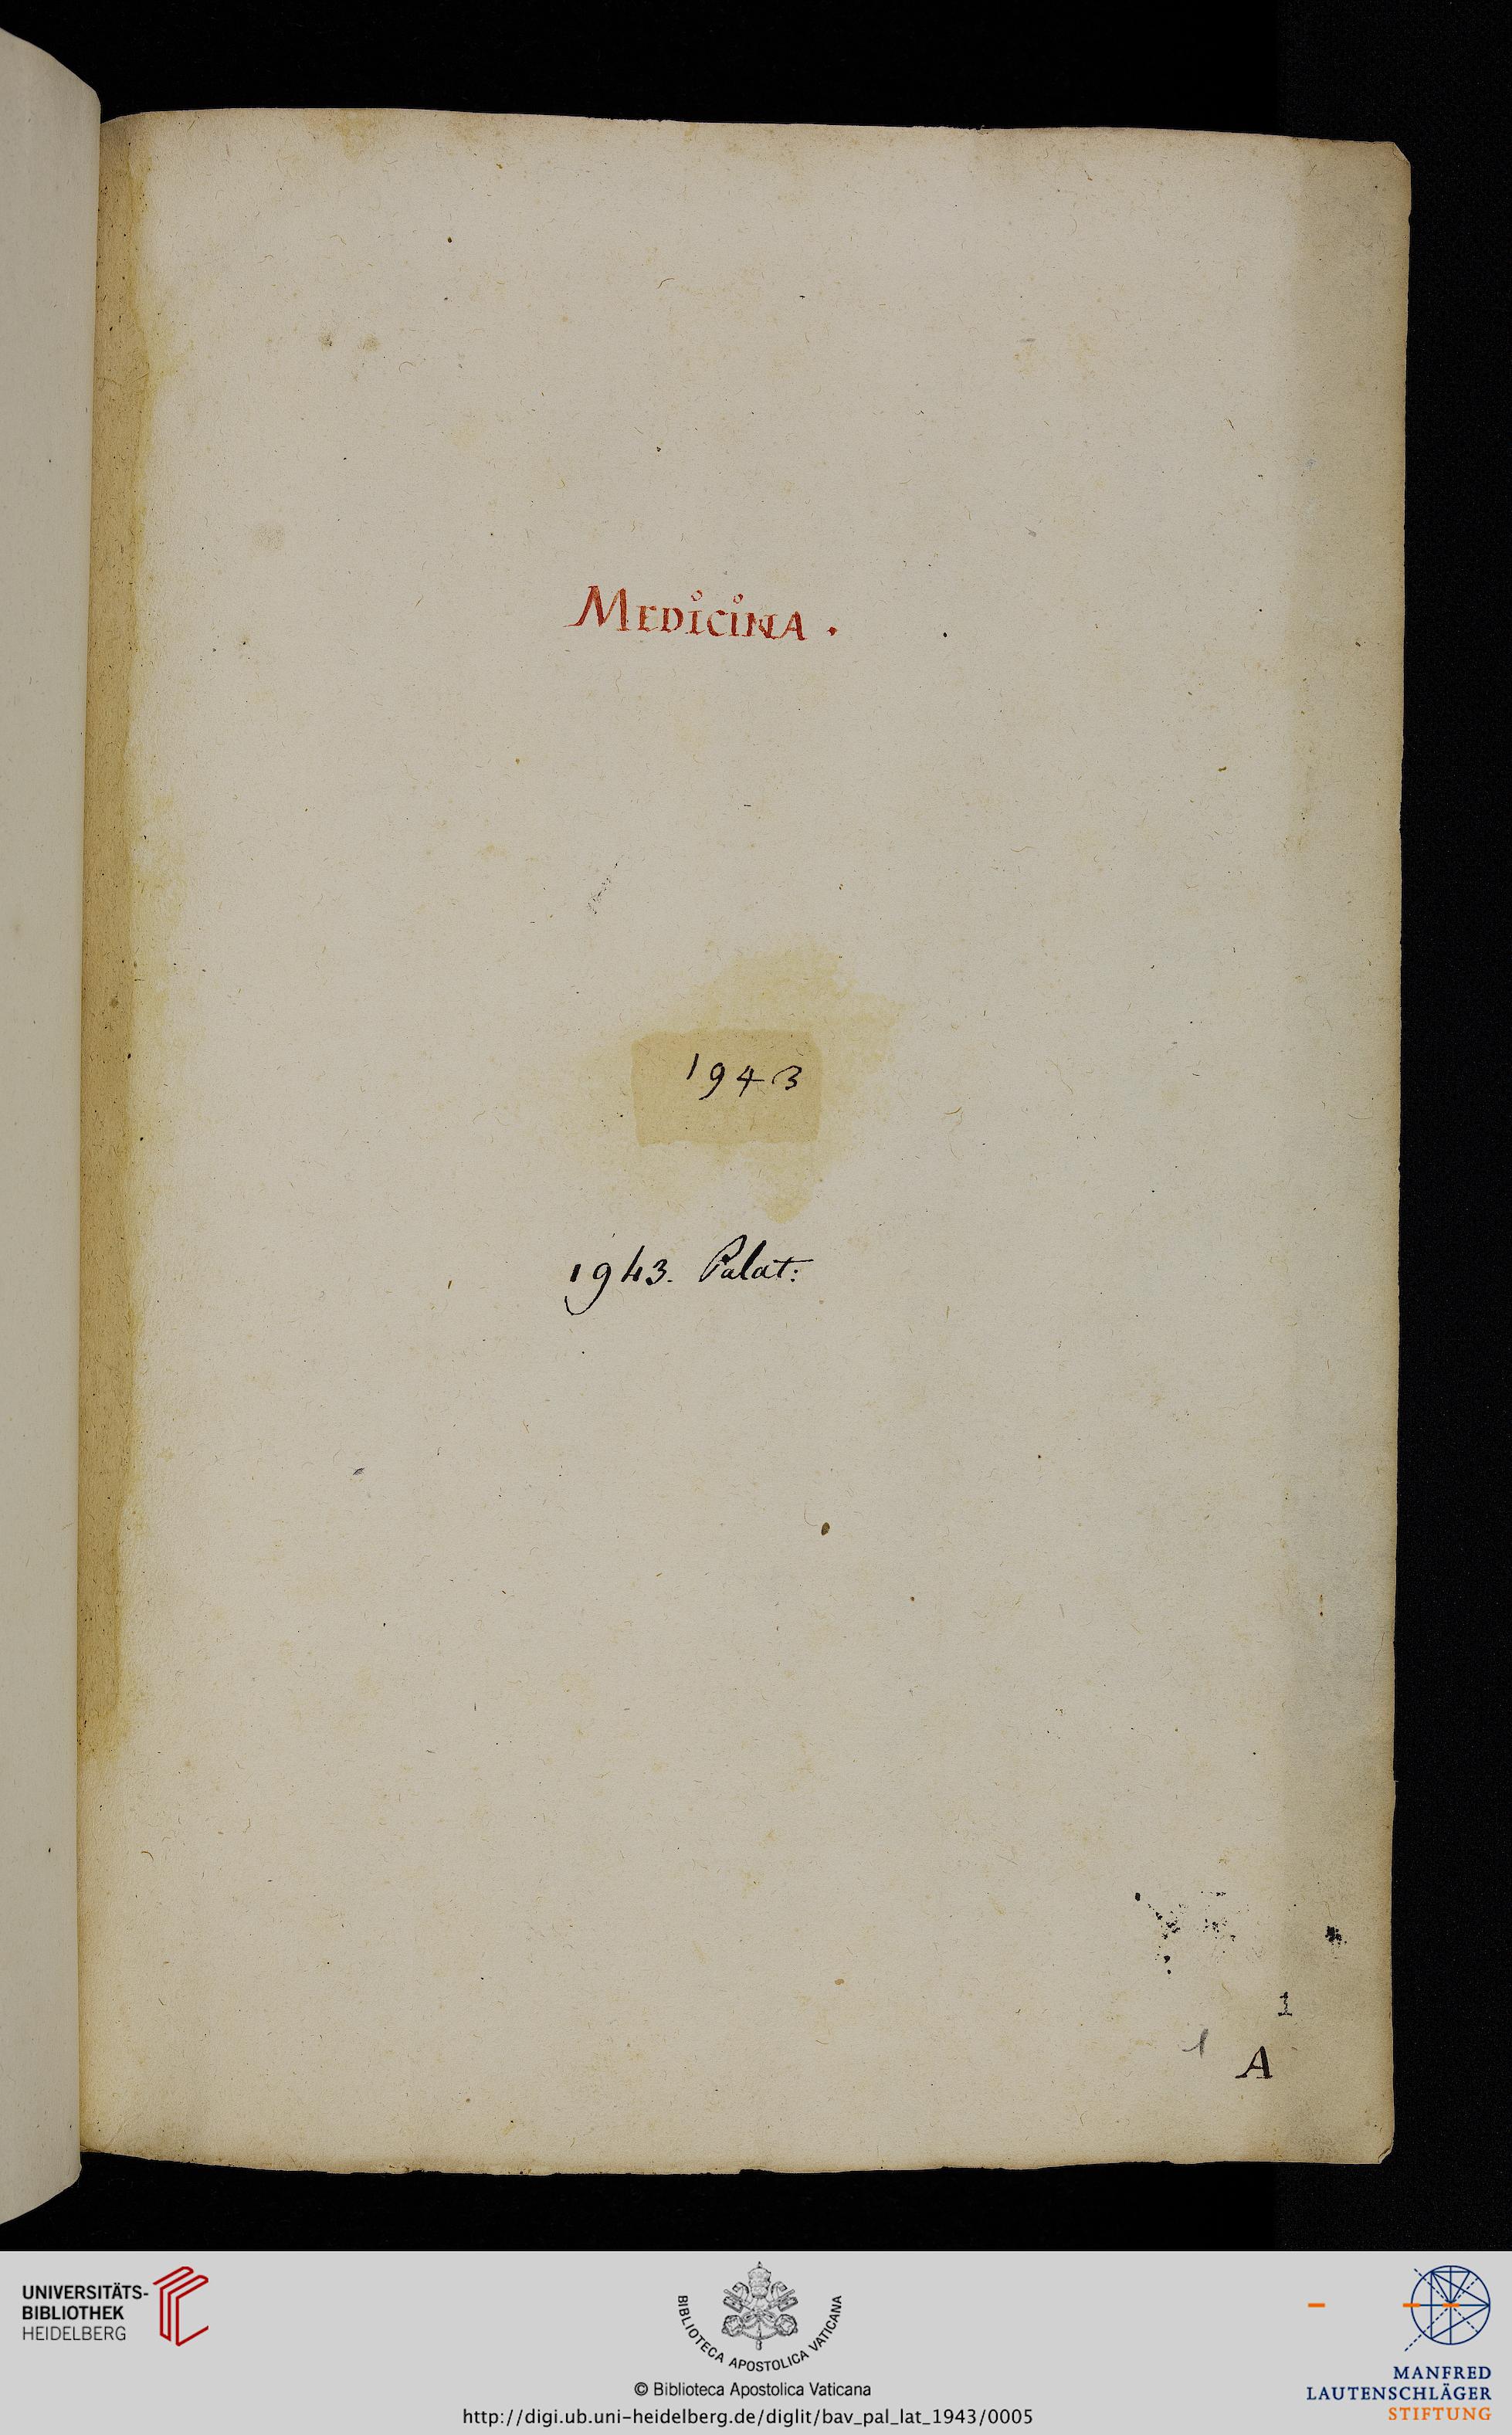 MEDICINA .
1943
1943. Palat:
1
1
A
UNIVERSITÄTS-
BIBLIOTHEK
HEIDELBERG
BIBLIOTECA APOSTOLICA VATICANA
© Biblioteca Apostolica Vaticana
http://digi.ub.uni-heidelberg.de/diglit/bav_pal_lat_1943/0005
MANFRED
LAUTENSCHLÄGER
STIFTUNG